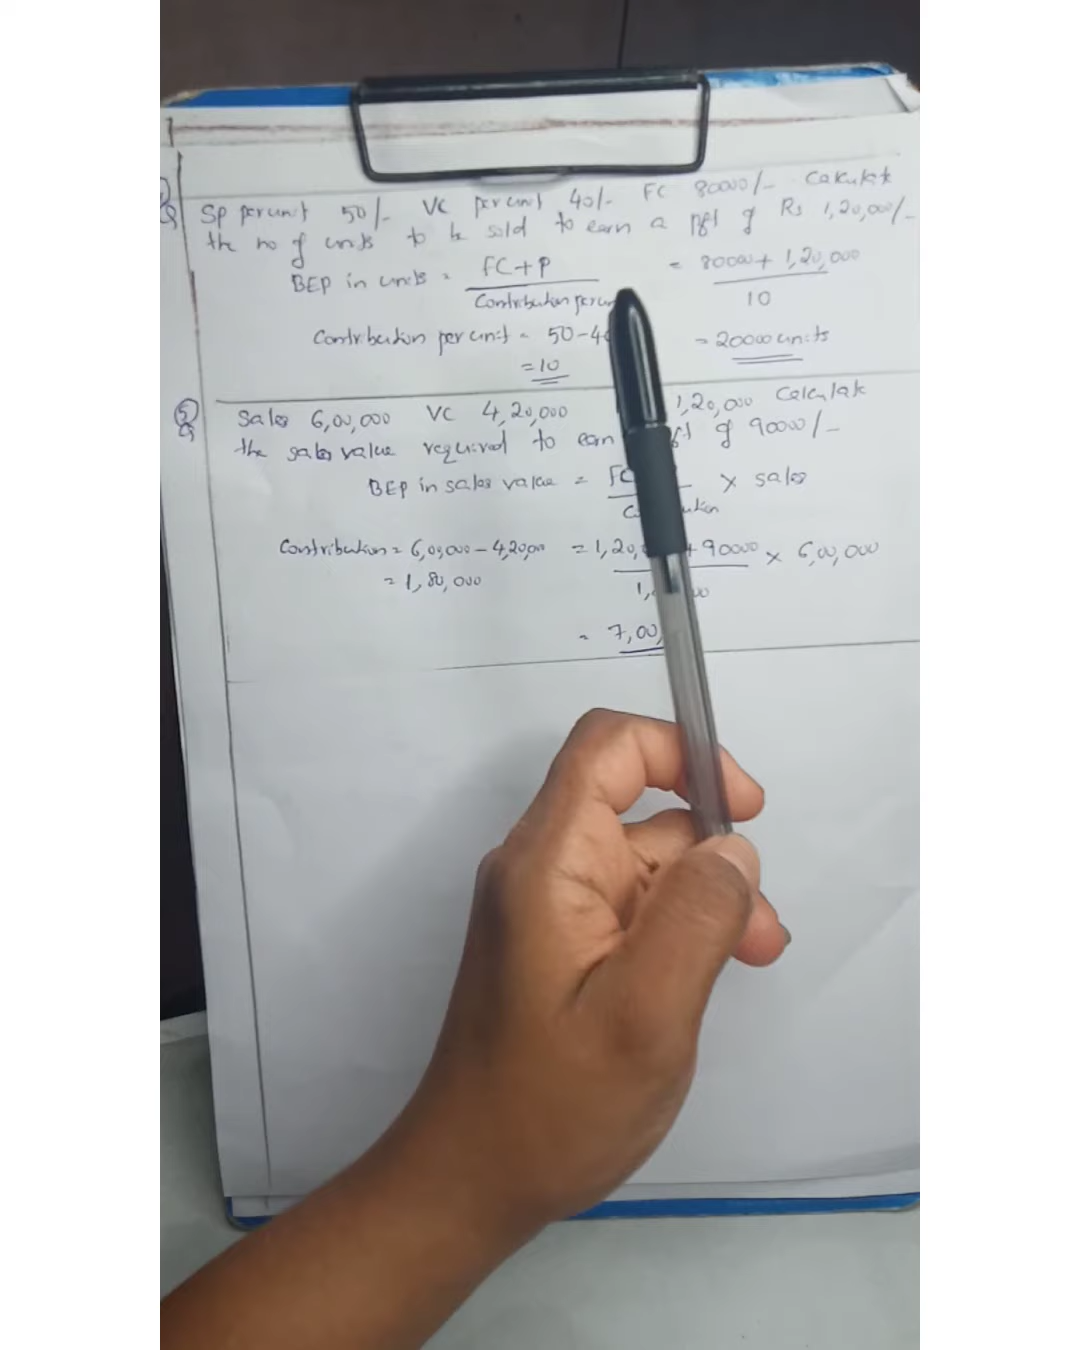 Q SP per unit 50/- VC per unit 40/- FC 80000/- Calculate
the no of units to be sold to earn a pft of Rs 1,20,000/-
BEP in units = FC+P / Contribution per = 80000 + 1,20,000 / 10
Contribution per unit = 50-4 = 20000 units
=10
5 Q Sales 6,00,000 VC 4,20,000 1,20,000 Calculate
the sales value required to earn of 90000/-
BEP in sales value = FC × sales
Contribution = 6,00,000 - 4,20,000 = 1,20, + 90000 × 6,00,000
= 1,80,000
= 7,00,